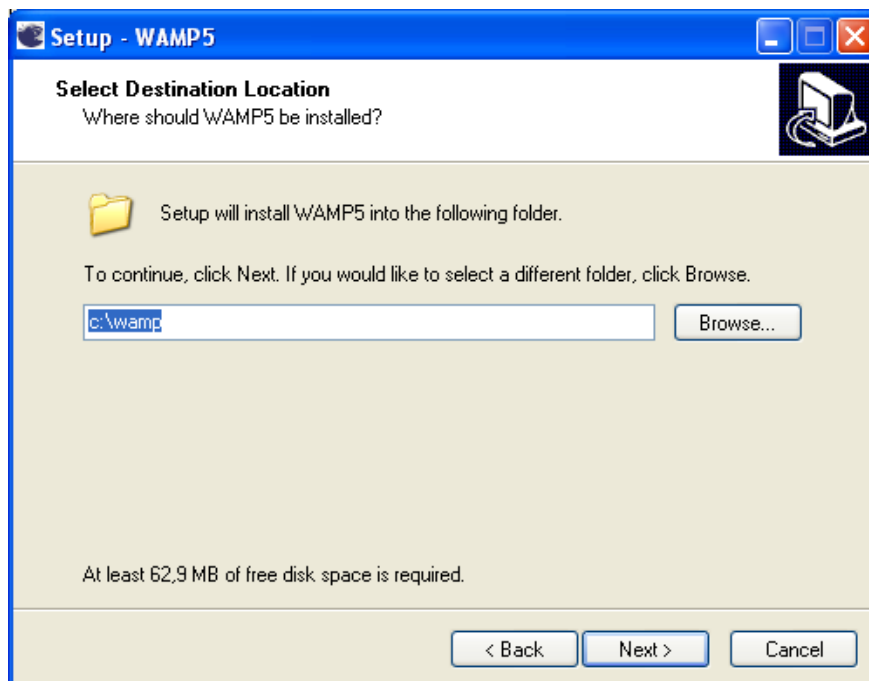 Setup - WAMP5
Select Destination Location
Where should WAMP5 be installed?
Setup will install WAMP5 into the following folder.
To continue, click Next. If you would like to select a different folder, click Browse.
c:\wamp
Browse...
At least 62,9 MB of free disk space is required.
< Back
Next >
Cancel